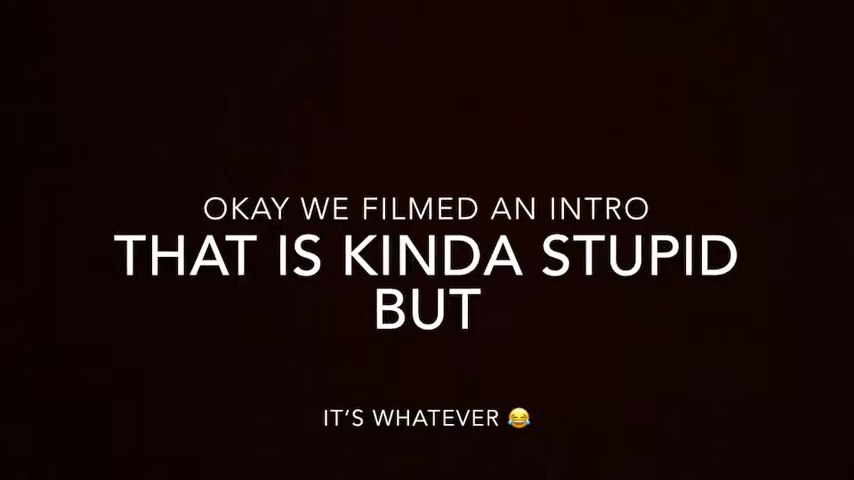 OKAY WE FILMED AN INTRO
THAT IS KINDA STUPID
BUT
IT’S WHATEVER 😂